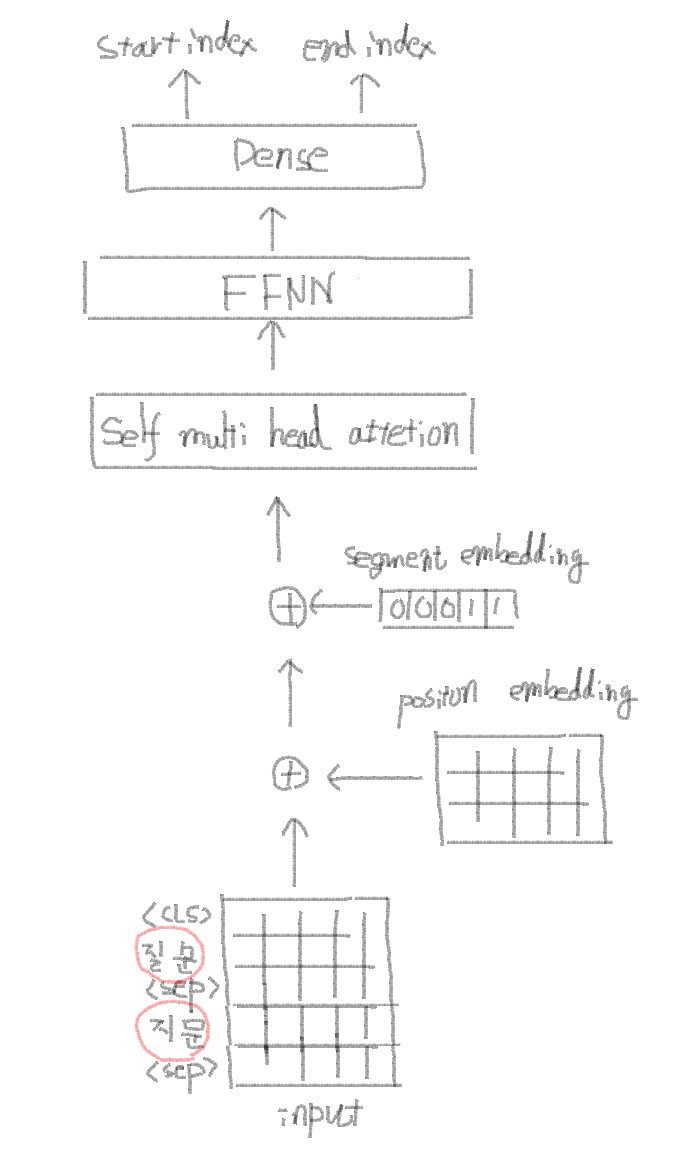 start index end index
Dense
FFNN
Self multi head attetion
segment embedding
0 0 0 1 1
positon embedding
<CLS>
질문
<sep>
지문
<sep>
input